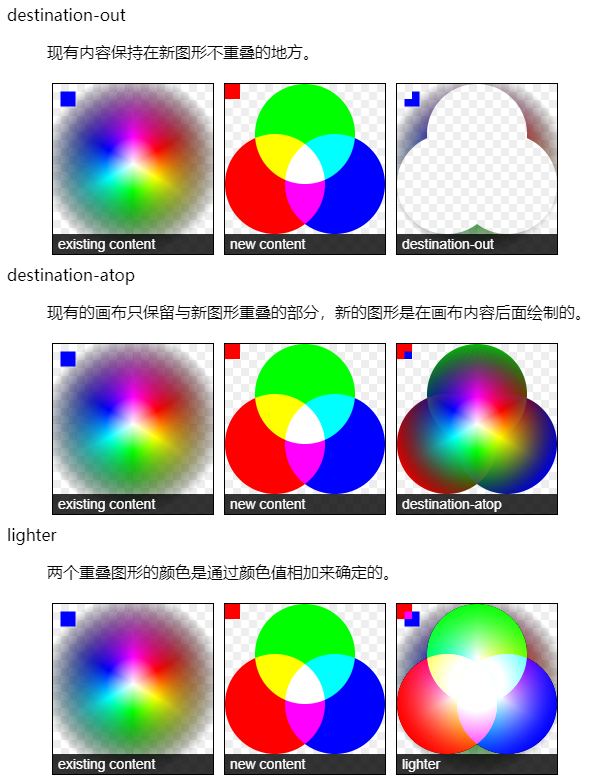 destination-out
现有内容保持在新图形不重叠的地方。
existing content
new content
destination-out
destination-atop
现有的画布只保留与新图形重叠的部分，新的图形是在画布内容后面绘制的。
existing content
new content
destination-atop
lighter
两个重叠图形的颜色是通过颜色值相加来确定的。
existing content
new content
lighter